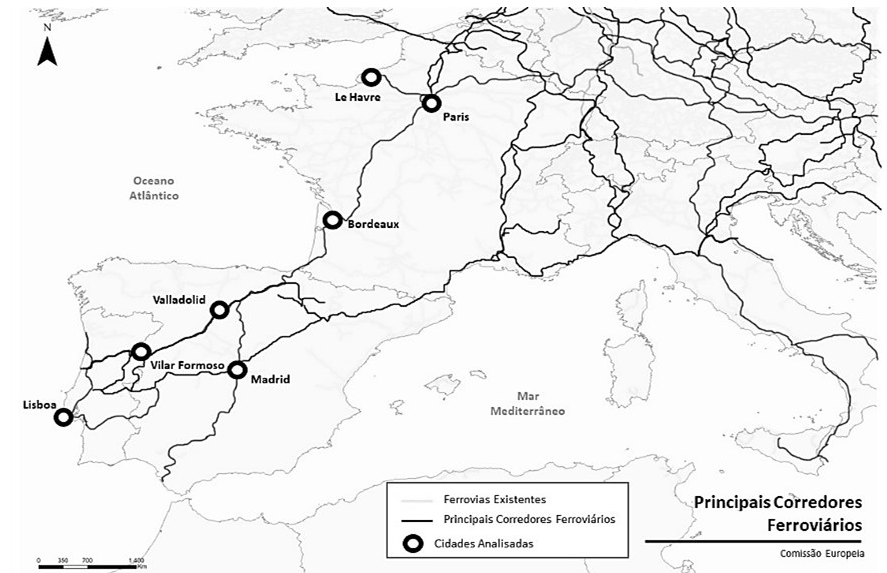 N
Le Havre
Paris
Oceano
Atlântico
Bordeaux
Valladolid
Vilar Formoso
Madrid
Lisboa
Mar
Mediterrâneo
Ferrovias Existentes
Principais Corredores Ferroviários
Cidades Analisadas
Principais Corredores
Ferroviários
Comissão Europeia
0 350 700 1,400
Km